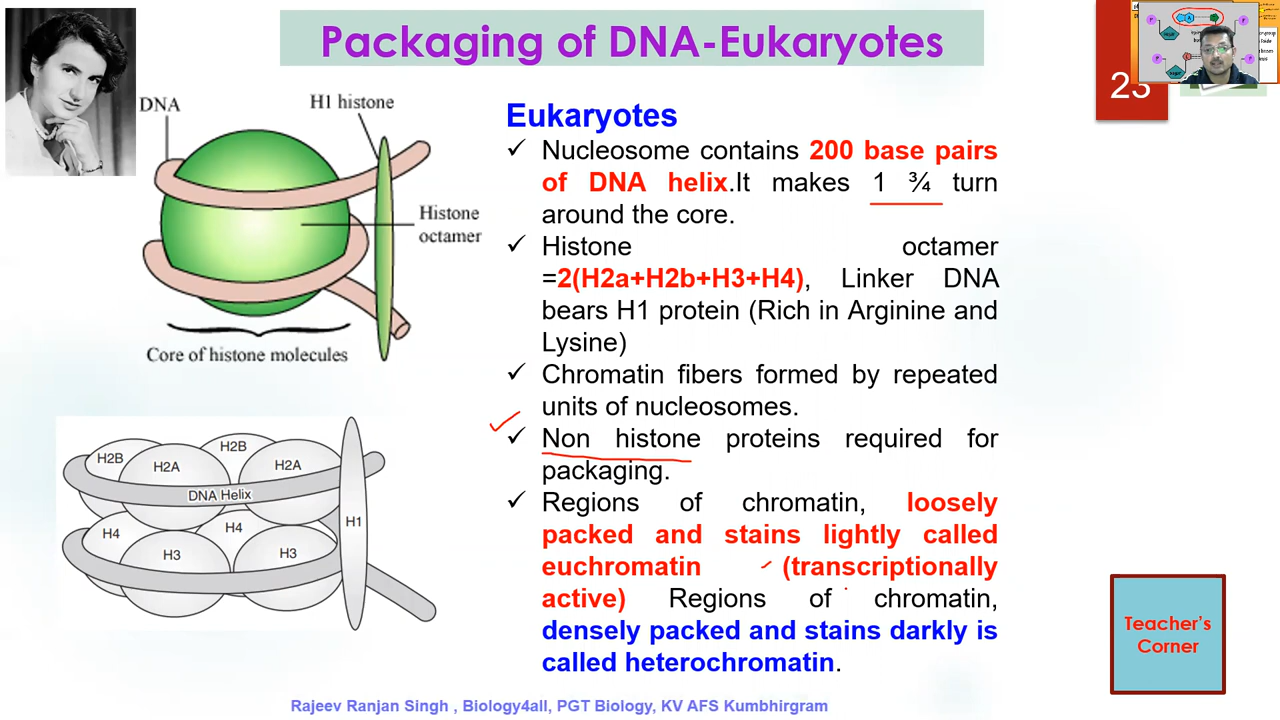 Packaging of DNA-Eukaryotes
23
DNA
H1 histone
Histone
octamer
Core of histone molecules
H2B
H2A
H2B
H2A
DNA Helix
H4
H3
H4
H3
H1
Eukaryotes
✓ Nucleosome contains 200 base pairs
of DNA helix.It makes 1 ¾ turn
around the core.
✓ Histone octamer
=2(H2a+H2b+H3+H4), Linker DNA
bears H1 protein (Rich in Arginine and
Lysine)
✓ Chromatin fibers formed by repeated
units of nucleosomes.
✓ Non histone proteins required for
packaging.
✓ Regions of chromatin, loosely
packed and stains lightly called
euchromatin (transcriptionally
active) Regions of chromatin,
densely packed and stains darkly is
called heterochromatin.
Teacher's
Corner
Rajeev Ranjan Singh , Biology4all, PGT Biology, KV AFS Kumbhirgram